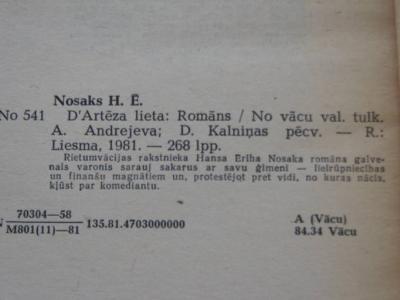 Nosaks H. Ē.
No 541 D'Artēza lieta: Romāns / No vācu val. tulk.
A. Andrejeva; D. Kalniņas pēcv. — R.:
Liesma, 1981. — 268 lpp.
Rietumvācijas rakstnieka Hansa Ēriha Nosaka romāna galve-
nais varonis sarauj sakarus ar savu ģimeni — lielrūpniecības
un finanšu magnātiem un, protestējot pret vidi, no kuras nācis,
kļūst par komediantu.
N 70304—58 135.81.4703000000 A (Vācu)
M801(11)—81 84.34 Vācu